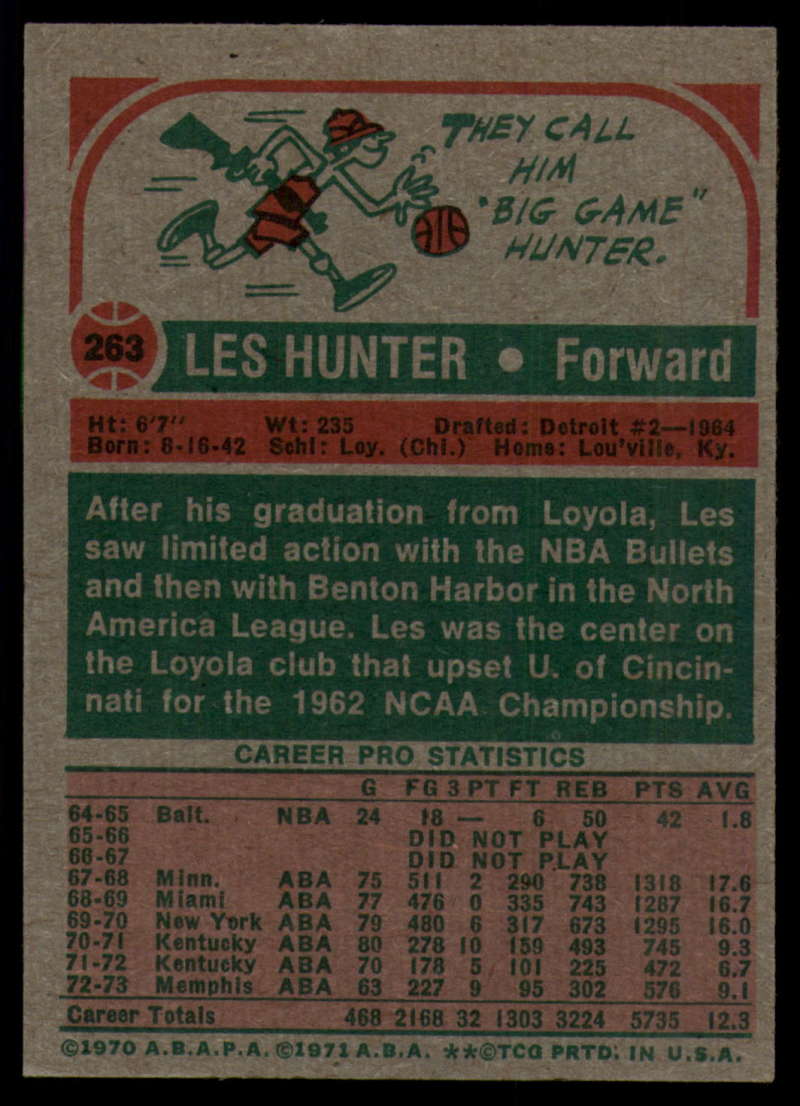 THEY CALL
HIM
"BIG GAME"
HUNTER.
263 LES HUNTER • Forward
Ht: 6'7" Wt: 235 Drafted: Detroit #2—1964
Born: 8-16-42 Schl: Loy. (Chi.) Home: Lou'ville, Ky.
After his graduation from Loyola, Les
saw limited action with the NBA Bullets
and then with Benton Harbor in the North
America League. Les was the center on
the Loyola club that upset U. of Cincin-
nati for the 1962 NCAA Championship.
CAREER PRO STATISTICS
G FG 3 PT FT REB PTS AVG
64-65 Balt. NBA 24 18 — 6 50 42 1.8
65-66 DID NOT PLAY
66-67 DID NOT PLAY
67-68 Minn. ABA 75 511 2 290 738 1318 17.6
68-69 Miami ABA 77 476 0 335 743 1287 16.7
69-70 New York ABA 79 480 6 317 673 1295 16.0
70-71 Kentucky ABA 80 278 10 159 493 745 9.3
71-72 Kentucky ABA 70 178 5 101 225 472 6.7
72-73 Memphis ABA 63 227 9 95 302 576 9.1
Career Totals 468 2168 32 1303 3224 5735 12.3
©1970 A.B.A.P.A. ©1971 A.B.A. **©TCG PRTD: IN U.S.A.